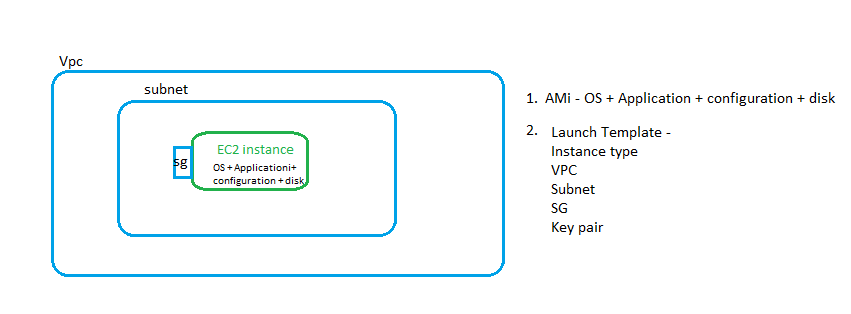 Vpc
subnet
sg
EC2 instance
OS + Applicationi+
configuration + disk
1. AMi - OS + Application + configuration + disk
2. Launch Template -
Instance type
VPC
Subnet
SG
Key pair